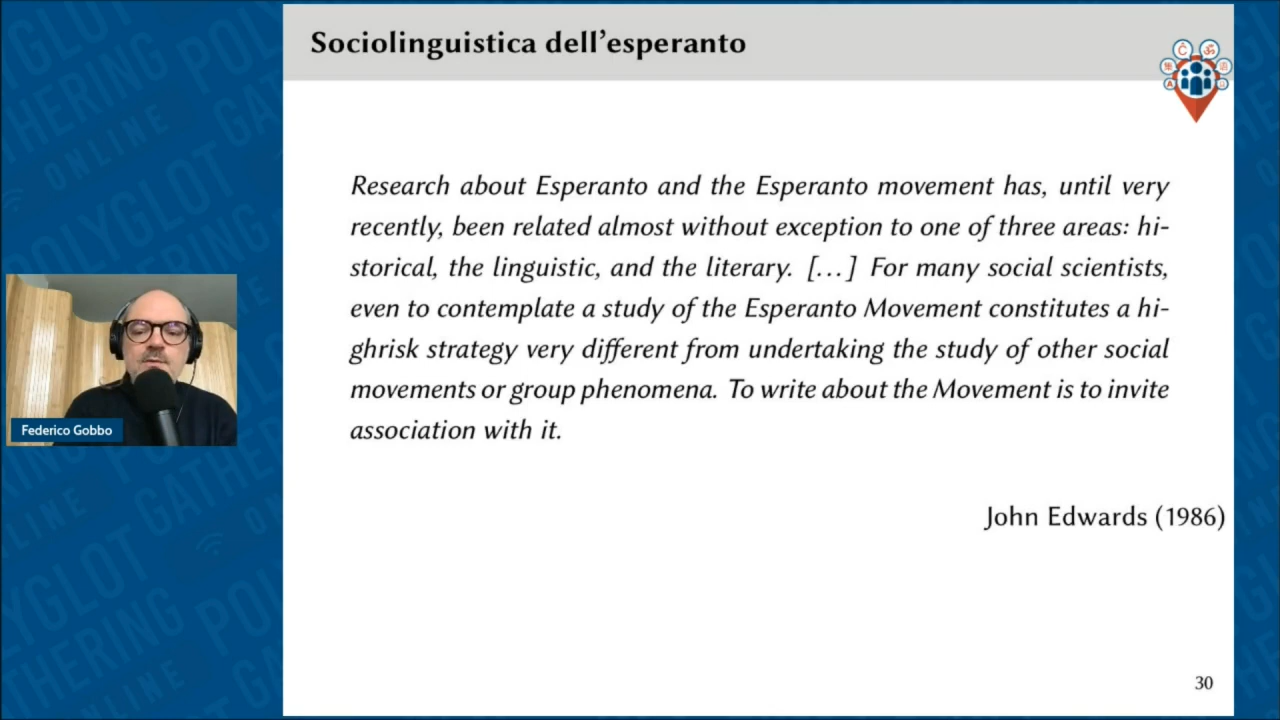 Sociolinguistica dell’esperanto
Research about Esperanto and the Esperanto movement has, until very
recently, been related almost without exception to one of three areas: hi-
storical, the linguistic, and the literary. [...] For many social scientists,
even to contemplate a study of the Esperanto Movement constitutes a hi-
ghrisk strategy very different from undertaking the study of other social
movements or group phenomena. To write about the Movement is to invite
association with it.
John Edwards (1986)
30
Federico Gobbo
POLYGLOT
GATHERING
ONLINE